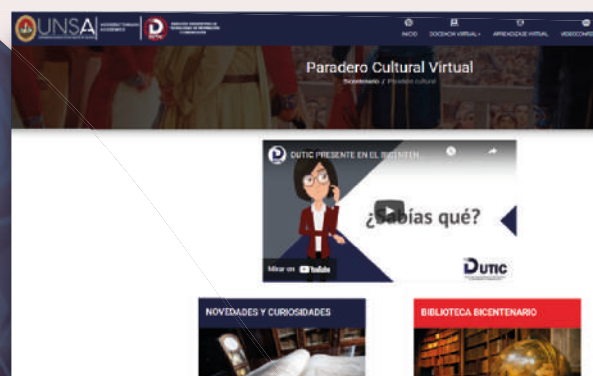 UNSA
DUTIC
INICIO
DOCENCIA VIRTUAL
APRENDIZAJE VIRTUAL
Paradero Cultural Virtual
Bicentenario / Paradero cultural
DUTIC PRESENTE EN EL BICENTEN...
¿Sabías qué?
Mirar en YouTube
DUTIC
NOVEDADES Y CURIOSIDADES
BIBLIOTECA BICENTENARIO